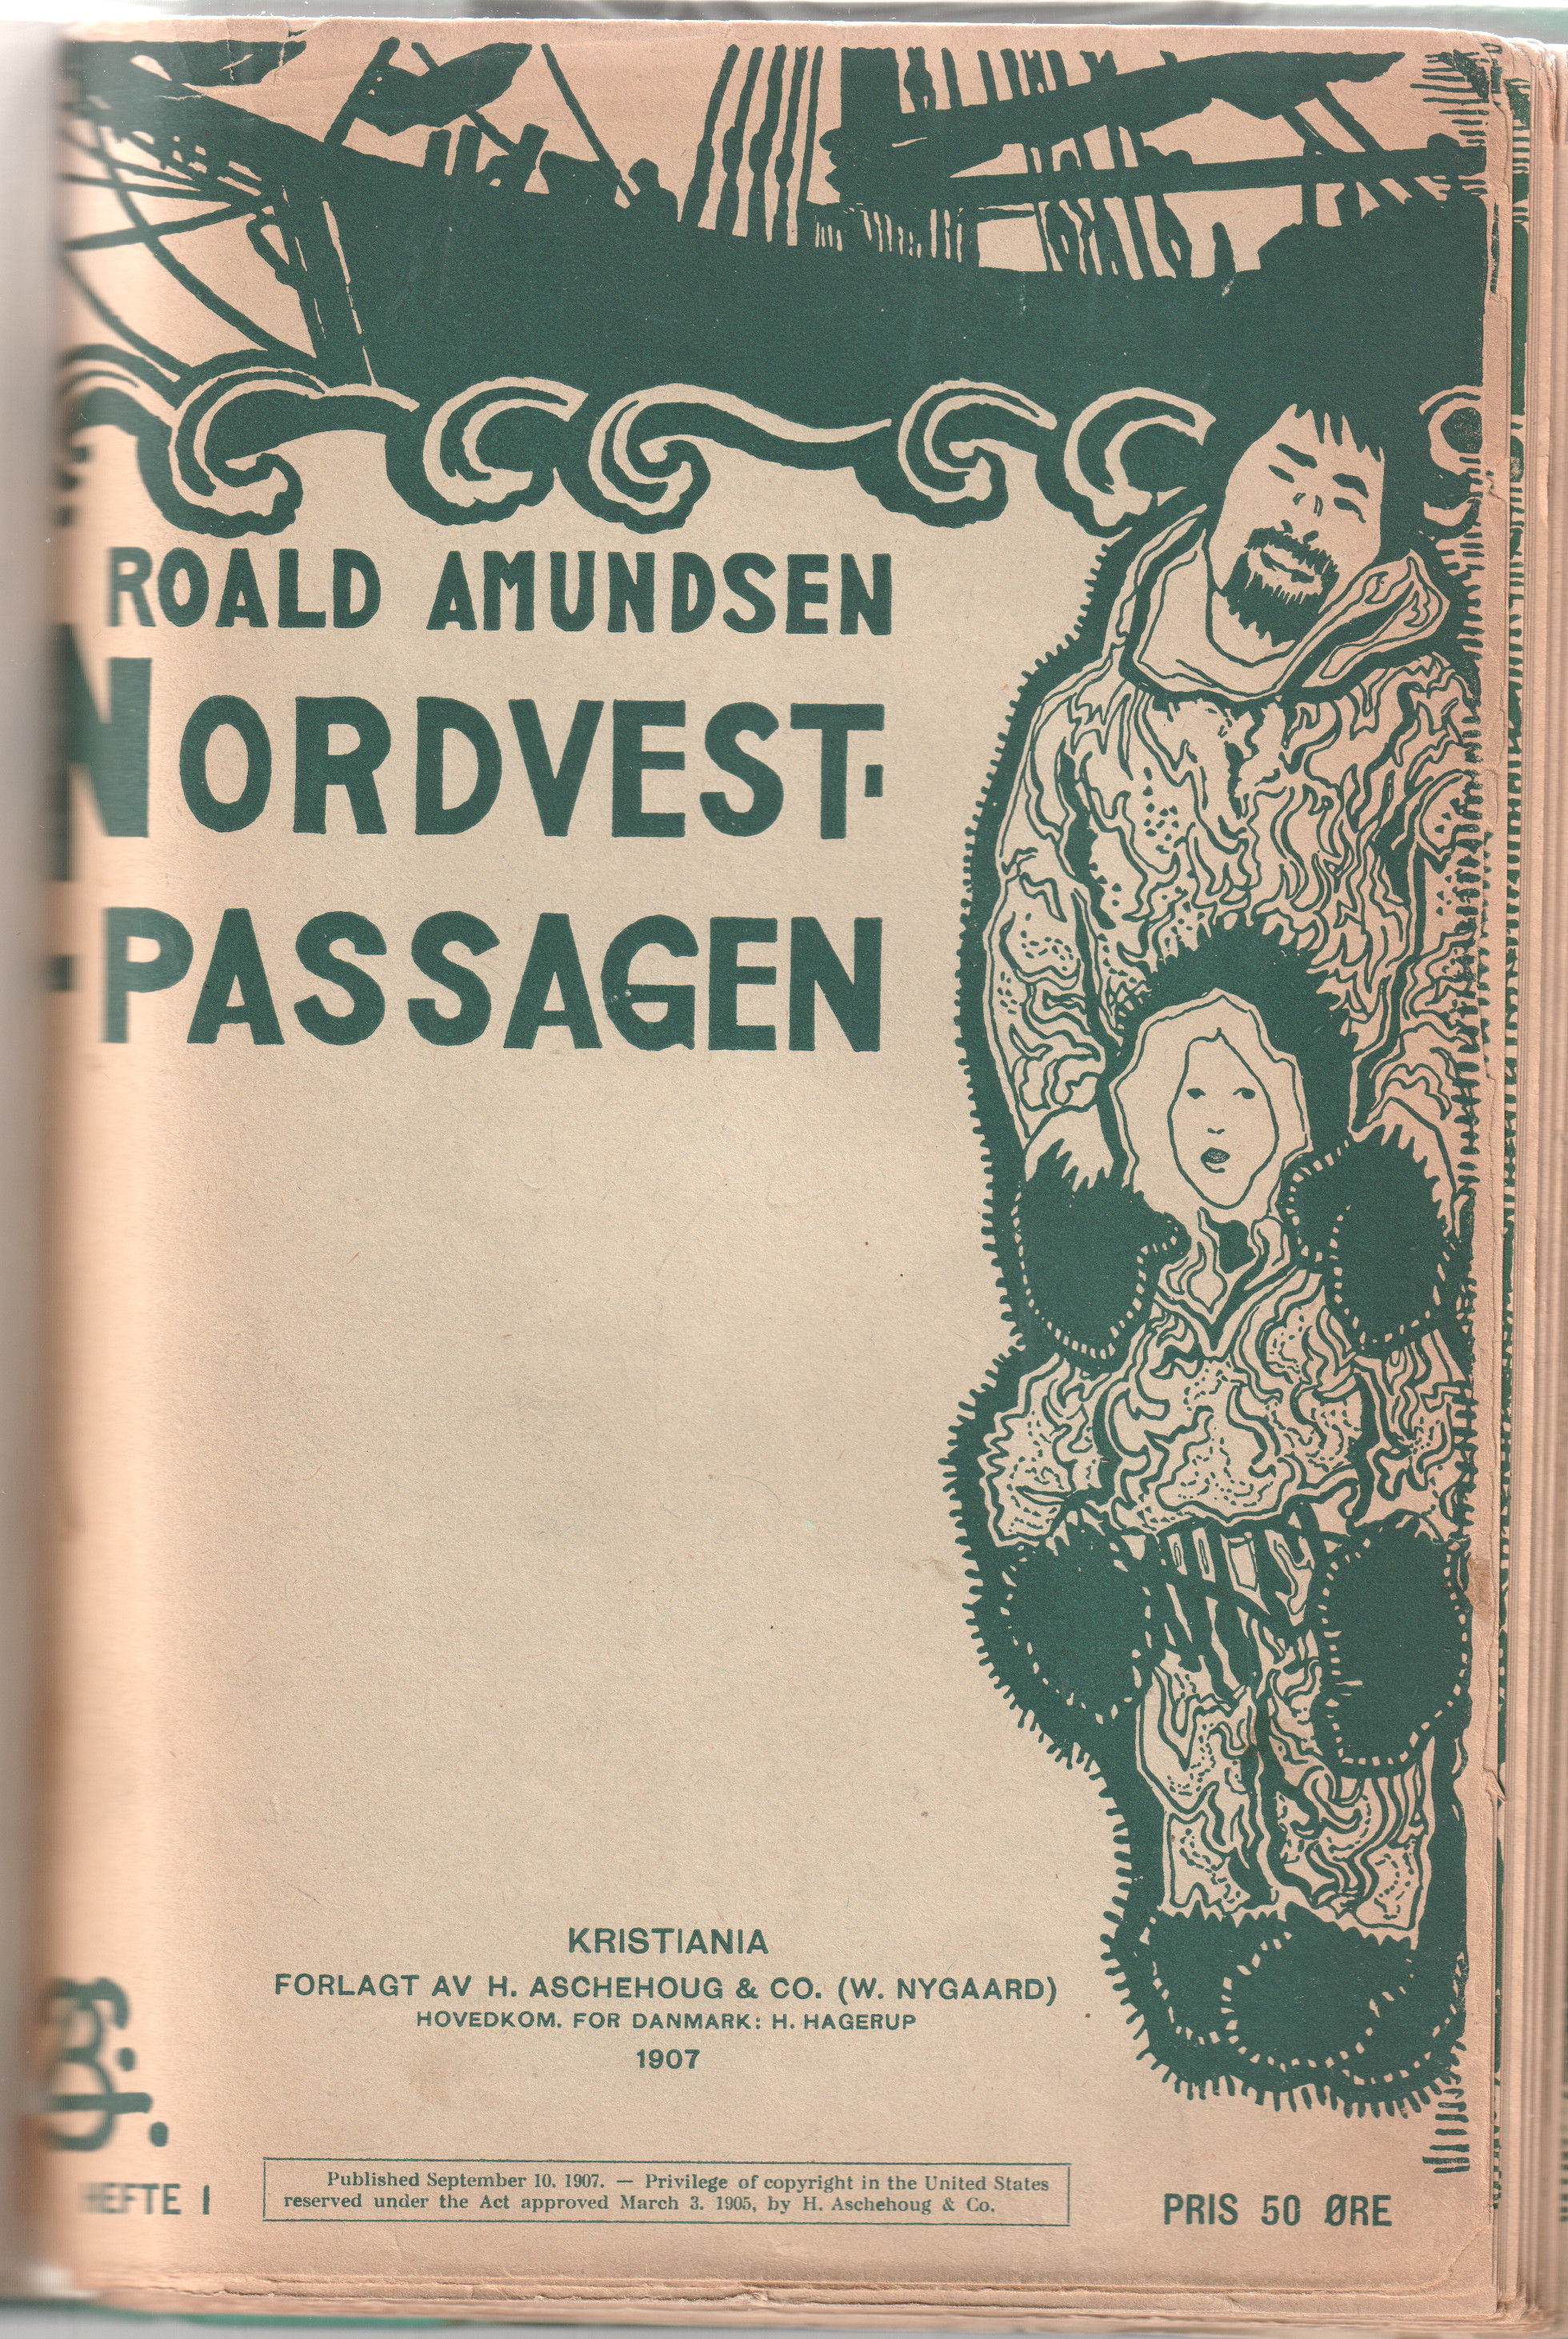 ROALD AMUNDSEN
NORDVEST-
-PASSAGEN
KRISTIANIA
FORLAGT AV H. ASCHEHOUG & CO. (W. NYGAARD)
HOVEDKOM. FOR DANMARK: H. HAGERUP
1907
HEFTE 1
Published September 10. 1907. — Privilege of copyright in the United States
reserved under the Act approved March 3. 1905, by H. Aschehoug & Co.
PRIS 50 ØRE